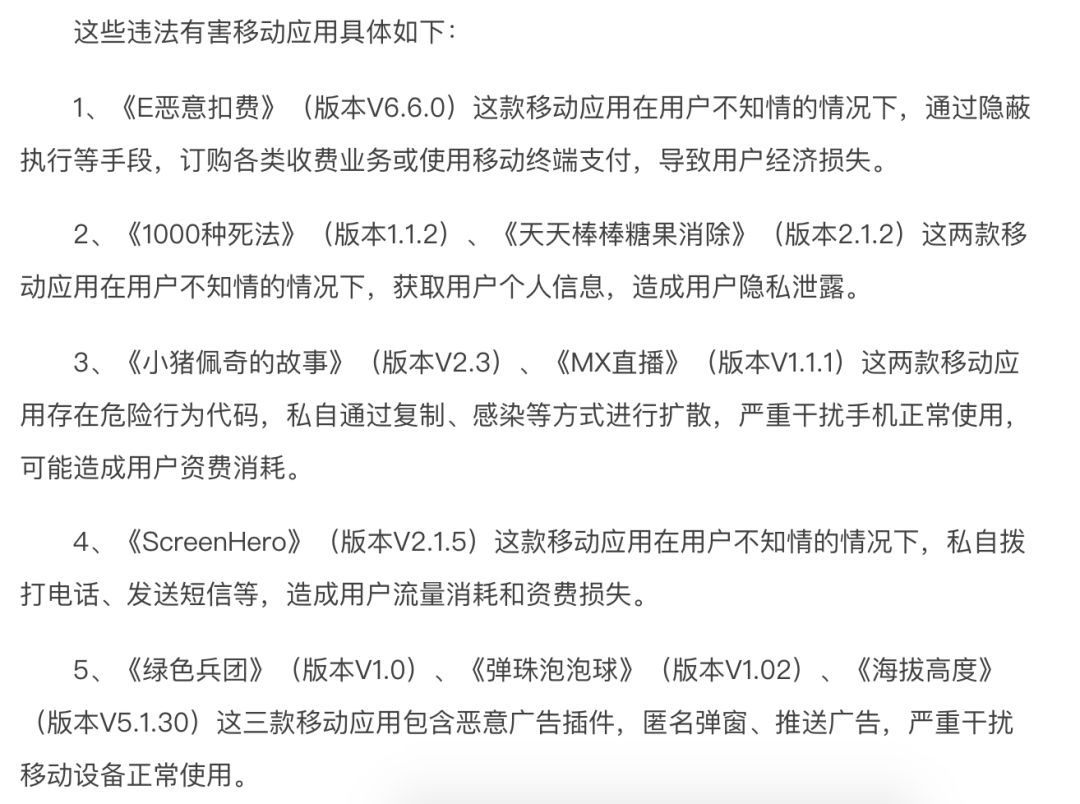 这些违法有害移动应用具体如下：
1、《E恶意扣费》（版本V6.6.0）这款移动应用在用户不知情的情况下，通过隐蔽
执行等手段，订购各类收费业务或使用移动终端支付，导致用户经济损失。
2、《1000种死法》（版本1.1.2）、《天天棒棒糖果消除》（版本2.1.2）这两款移
动应用在用户不知情的情况下，获取用户个人信息，造成用户隐私泄露。
3、《小猪佩奇的故事》（版本V2.3）、《MX直播》（版本V1.1.1）这两款移动应
用存在危险行为代码，私自通过复制、感染等方式进行扩散，严重干扰手机正常使用，
可能造成用户资费消耗。
4、《ScreenHero》（版本V2.1.5）这款移动应用在用户不知情的情况下，私自拨
打电话、发送短信等，造成用户流量消耗和资费损失。
5、《绿色兵团》（版本V1.0）、《弹珠泡泡球》（版本V1.02）、《海拔高度》
（版本V5.1.30）这三款移动应用包含恶意广告插件，匿名弹窗、推送广告，严重干扰
移动设备正常使用。